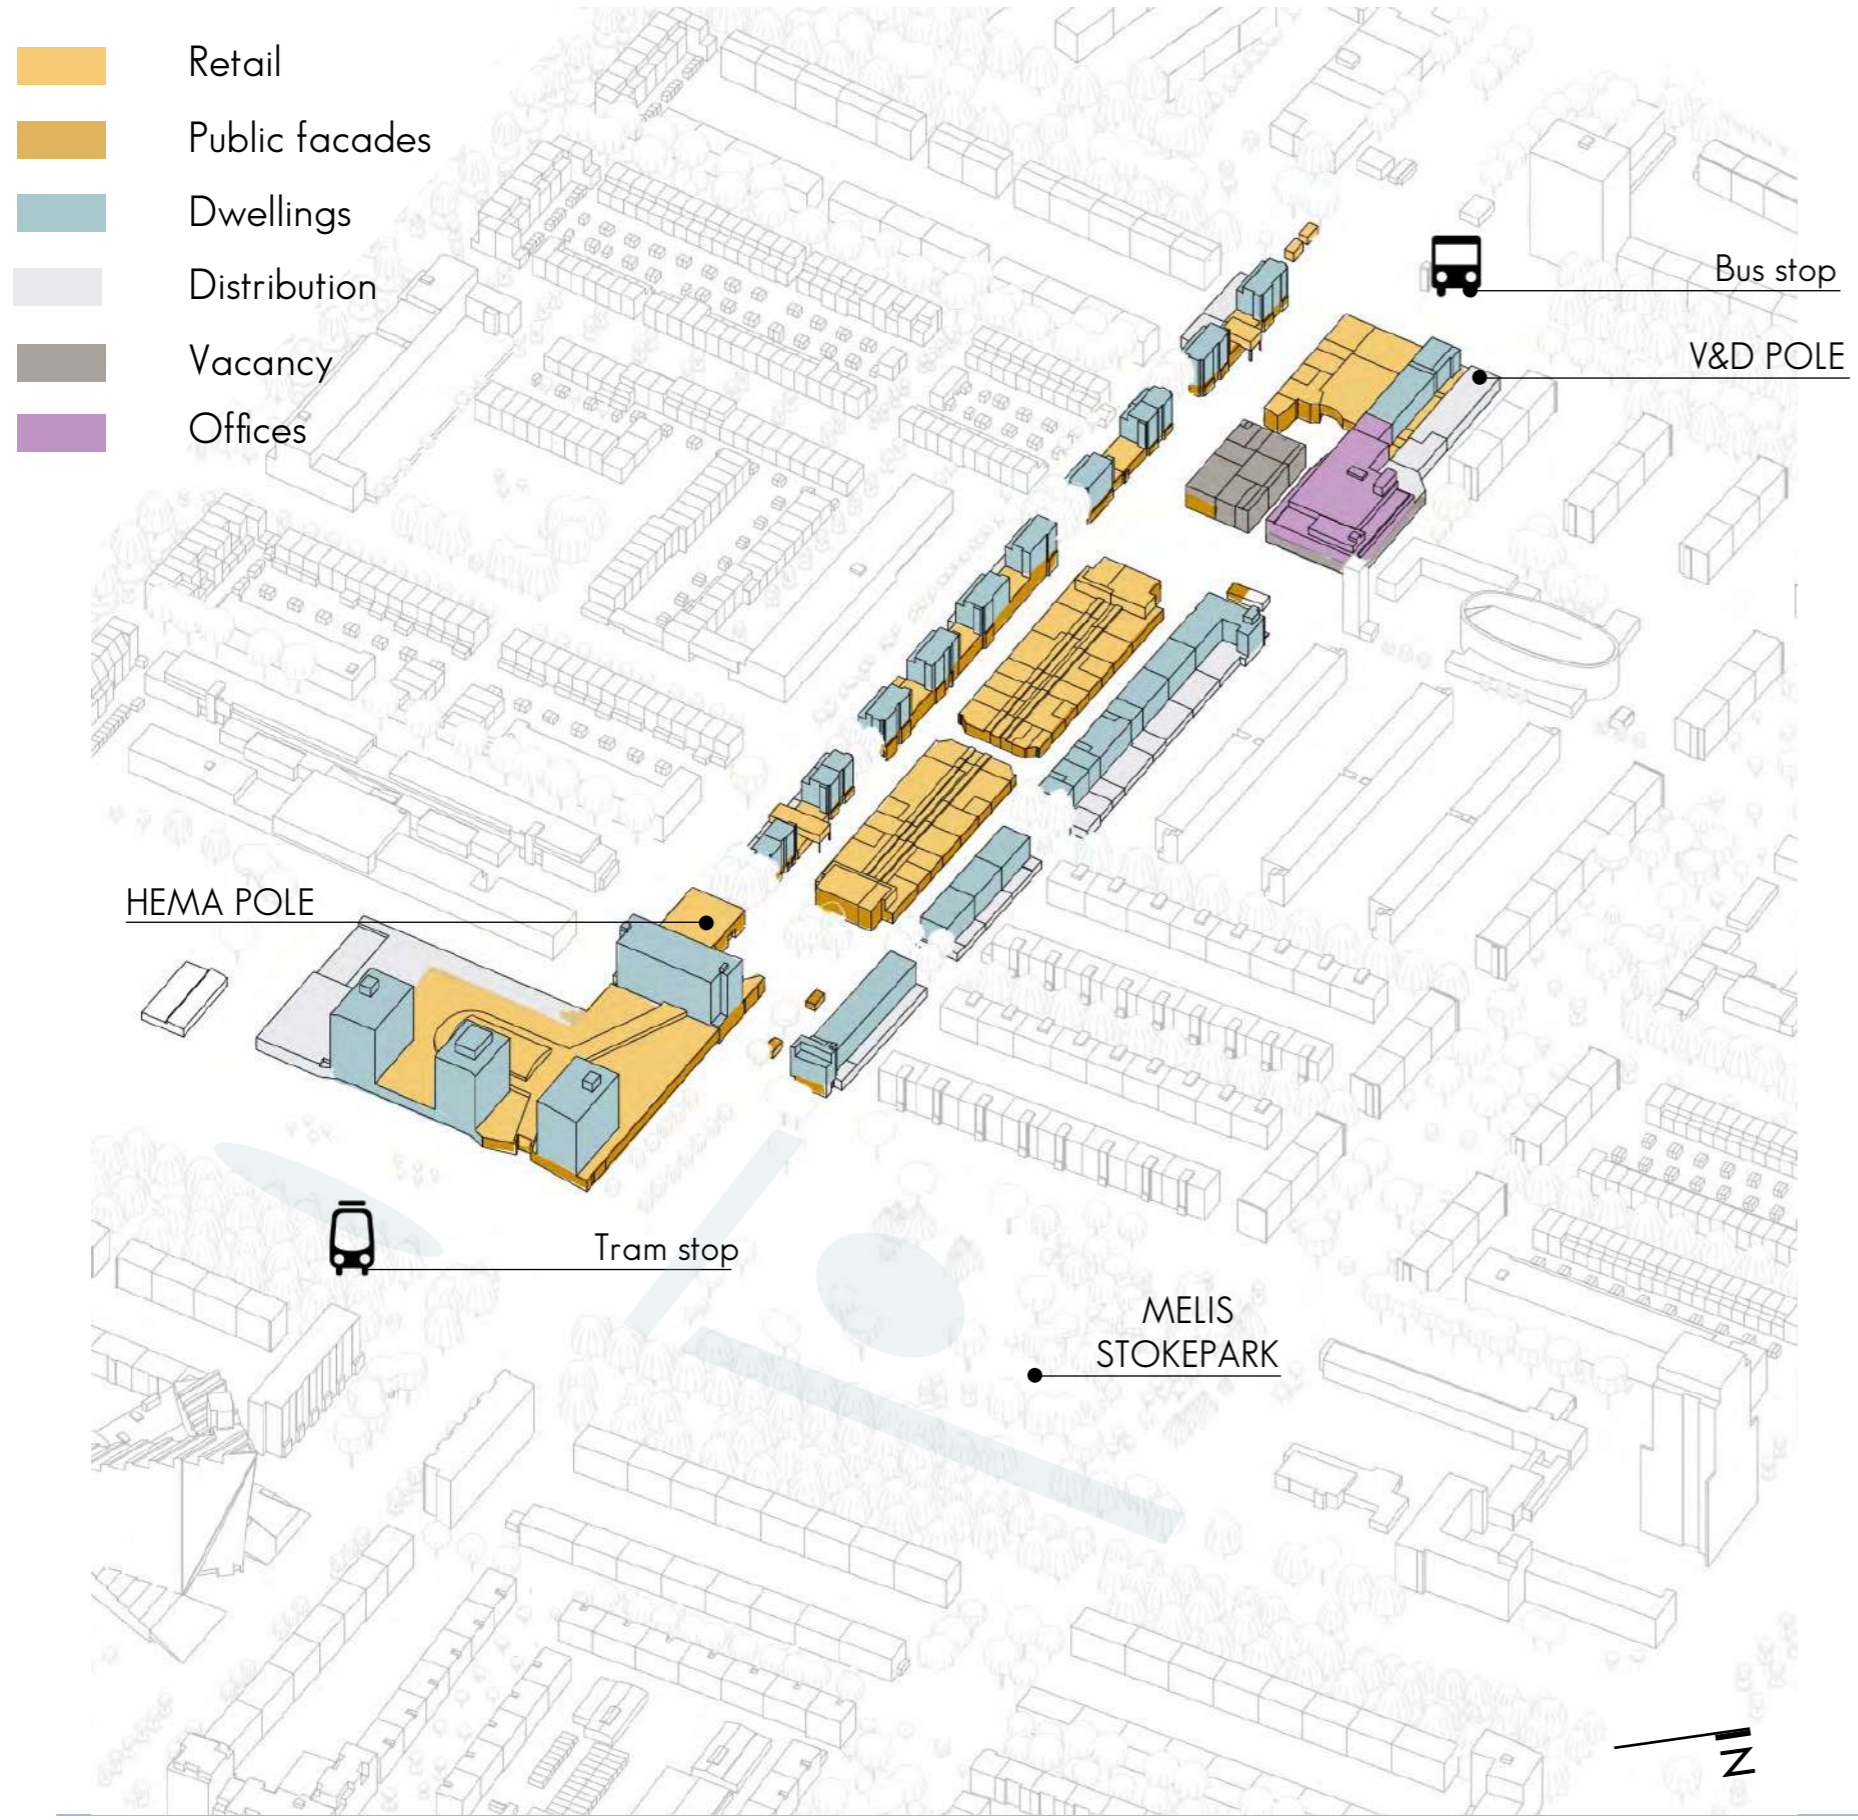 Retail
Public facades
Dwellings
Distribution
Vacancy
Offices
Bus stop
V&D POLE
HEMA POLE
Tram stop
MELIS
STOKEPARK
N